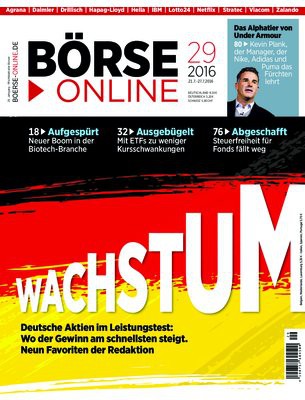 Agrana | Daimler | Drillisch | Hapag-Lloyd | Hella | IBM | Lotto24 | Netflix | Stratec | Viacom | Zalando
BOERSE-ONLINE.DE
BÖRSE
ONLINE
29
2016
21.7.-27.7.2016
Das Alphatier von
Under Armour
80 Kevin Plank,
der Manager, der
Nike, Adidas und
Puma das
Fürchten
lehrt
18 Aufgespürt
Neuer Boom in der
Biotech-Branche
32 Ausgebügelt
Mit ETFs zu weniger
Kursschwankungen
76 Abgeschafft
Steuerfreiheit für
Fonds fällt weg
WACHSTUM
Deutsche Aktien im Leistungstest:
Wo der Gewinn am schnellsten steigt.
Neun Favoriten der Redaktion